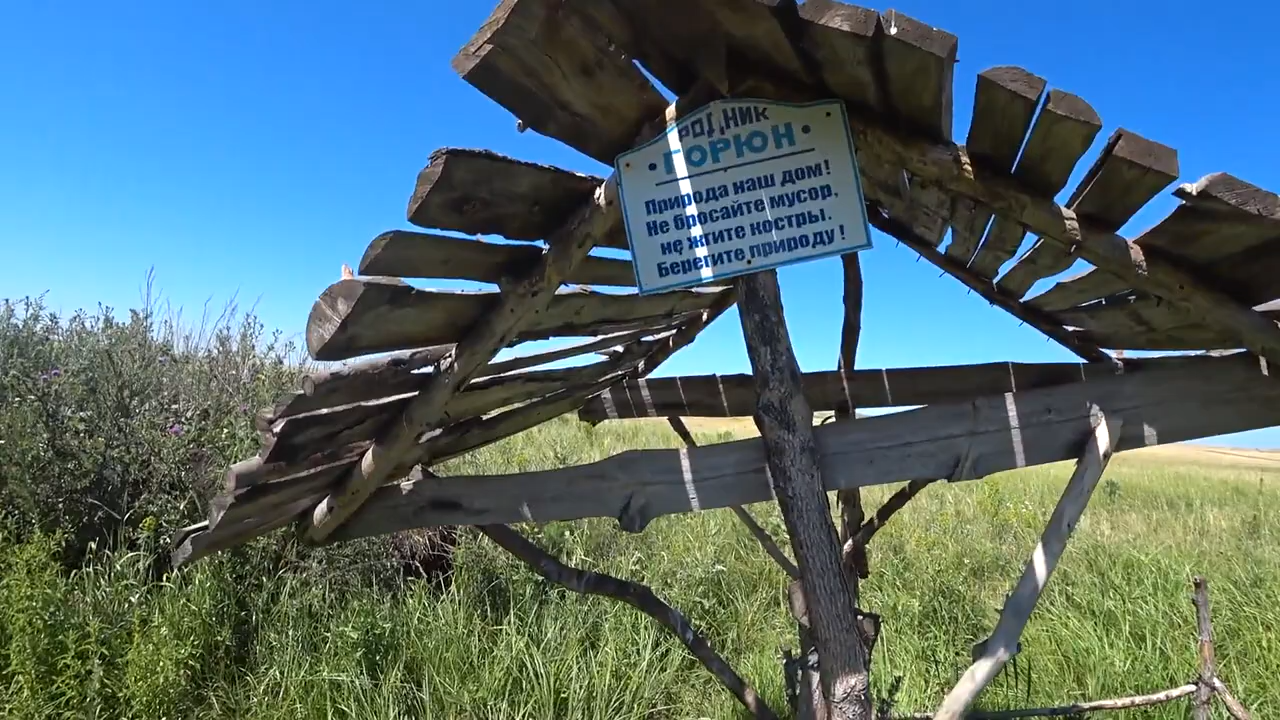 РОДНИК
• ГОРЮН •
Природа наш дом!
Не бросайте мусор,
не жгите костры.
Берегите природу!